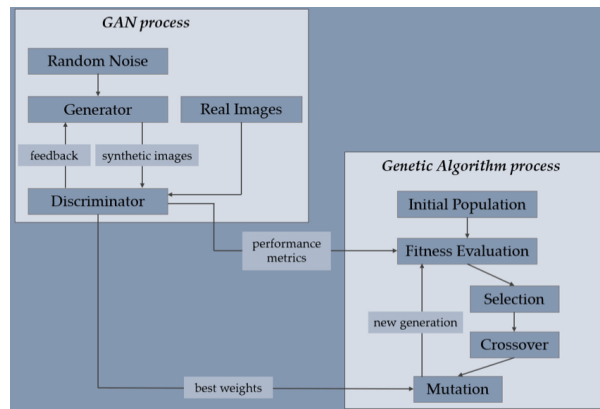 GAN process
Random Noise
Generator
Real Images
feedback
synthetic images
Discriminator
Genetic Algorithm process
Initial Population
performance
metrics
Fitness Evaluation
Selection
new generation
Crossover
best weights
Mutation